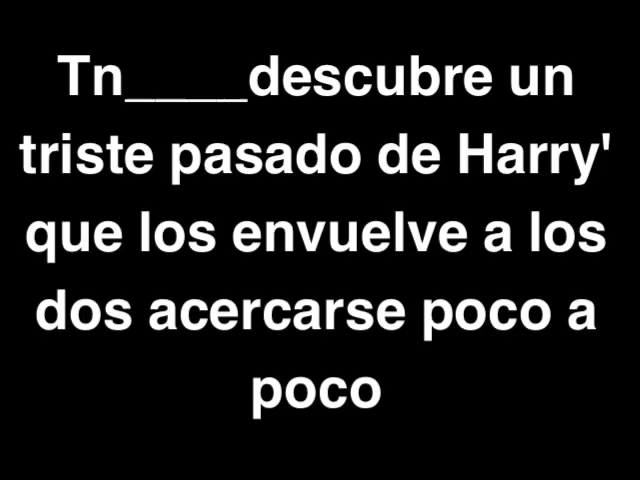 Tn____descubre un
triste pasado de Harry'
que los envuelve a los
dos acercarse poco a
poco